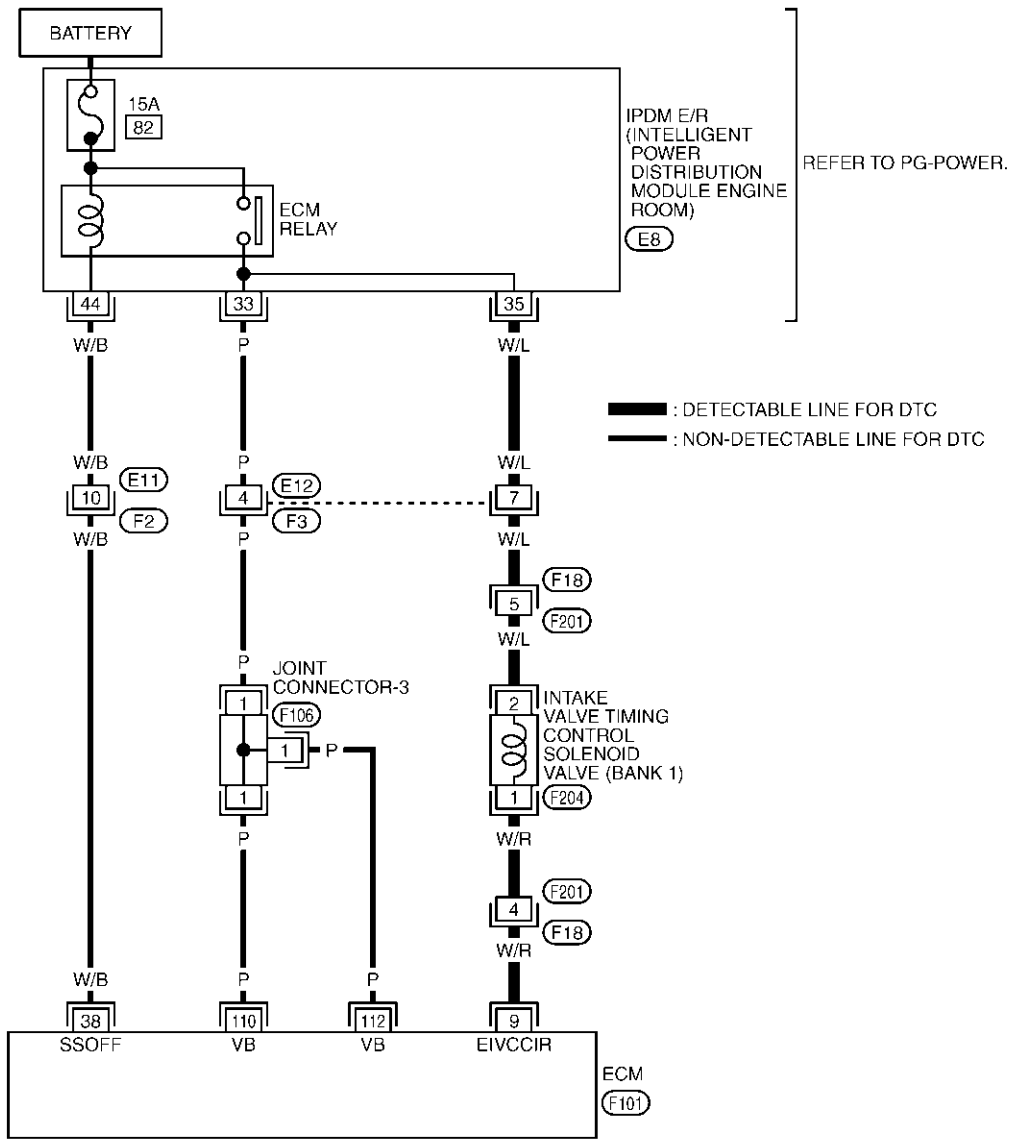 BATTERY
15A
82
IPDM E/R
(INTELLIGENT
POWER
DISTRIBUTION
MODULE ENGINE
ROOM)
E8
REFER TO PG-POWER.
ECM
RELAY
44
33
35
W/B
P
W/L
: DETECTABLE LINE FOR DTC
: NON-DETECTABLE LINE FOR DTC
W/B
P
W/L
10
E11
F2
4
E12
F3
7
W/B
P
W/L
F18
5
F201
W/L
P
JOINT
CONNECTOR-3
1
F106
1
P
1
P
2
INTAKE
VALVE TIMING
CONTROL
SOLENOID
VALVE (BANK 1)
1
F204
W/R
F201
4
F18
W/R
W/B
P
P
38
110
112
9
SSOFF
VB
VB
EIVCCIR
ECM
F101